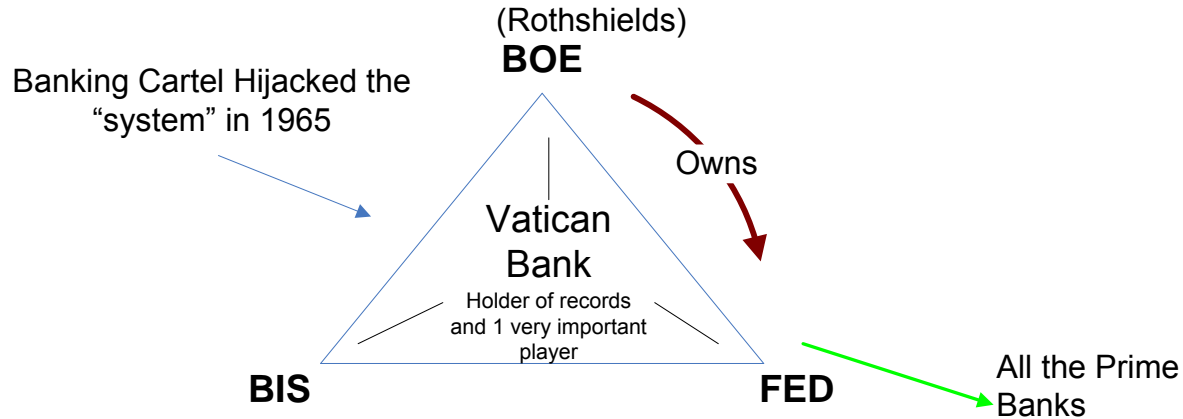 (Rothshields)
BOE
Banking Cartel Hijacked the
“system” in 1965
Owns
Vatican
Bank
Holder of records
and 1 very important
player
BIS
FED
All the Prime
Banks